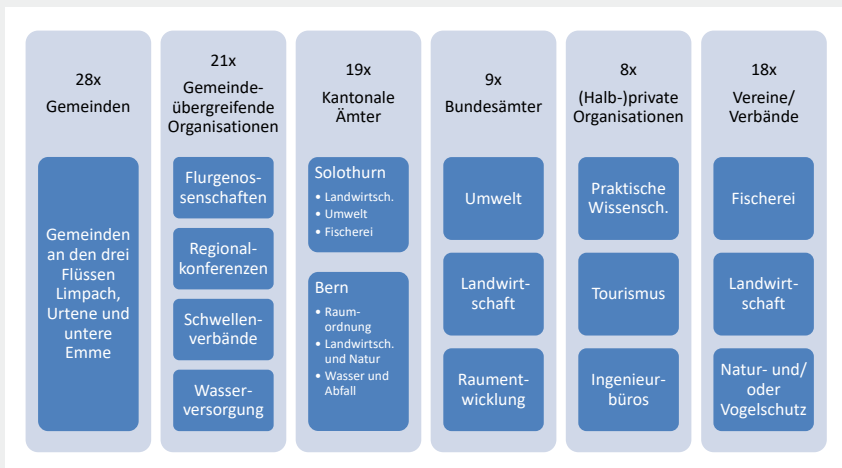 28x
Gemeinden
Gemeinden
an den drei
Flüssen
Limpach,
Urtene und
untere
Emme
21x
Gemeinde-
übergreifende
Organisationen
Flurgenos-
senschaften
Regional-
konferenzen
Schwellen-
verbände
Wasser-
versorgung
19x
Kantonale
Ämter
Solothurn
• Landwirtsch.
• Umwelt
• Fischerei
Bern
• Raum-
ordnung
• Landwirtsch.
und Natur
• Wasser und
Abfall
9x
Bundesämter
Umwelt
Landwirt-
schaft
Raument-
wicklung
8x
(Halb-)private
Organisationen
Praktische
Wissensch.
Tourismus
Ingenieur-
büros
18x
Vereine/
Verbände
Fischerei
Landwirt-
schaft
Natur- und/
oder
Vogelschutz